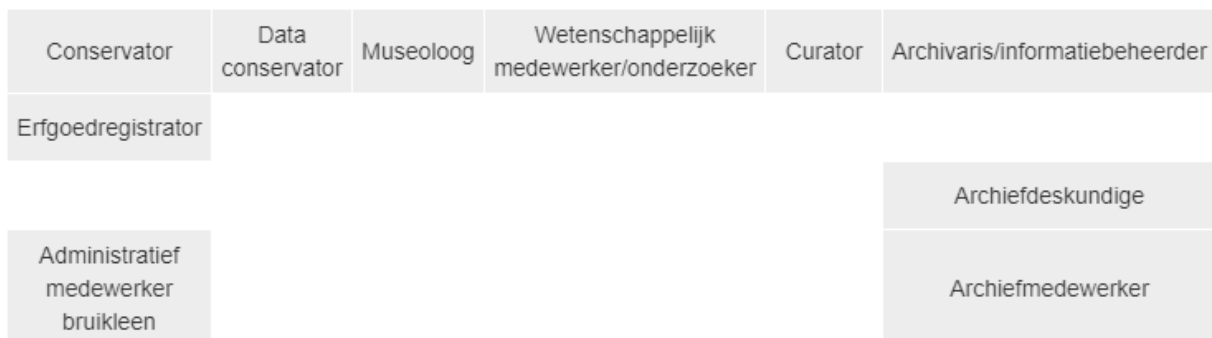 Conservator
Data
conservator
Museoloog
Wetenschappelijk
medewerker/onderzoeker
Curator
Archivaris/informatiebeheerder
Erfgoedregistrator
Archiefdeskundige
Administratief
medewerker
bruikleen
Archiefmedewerker